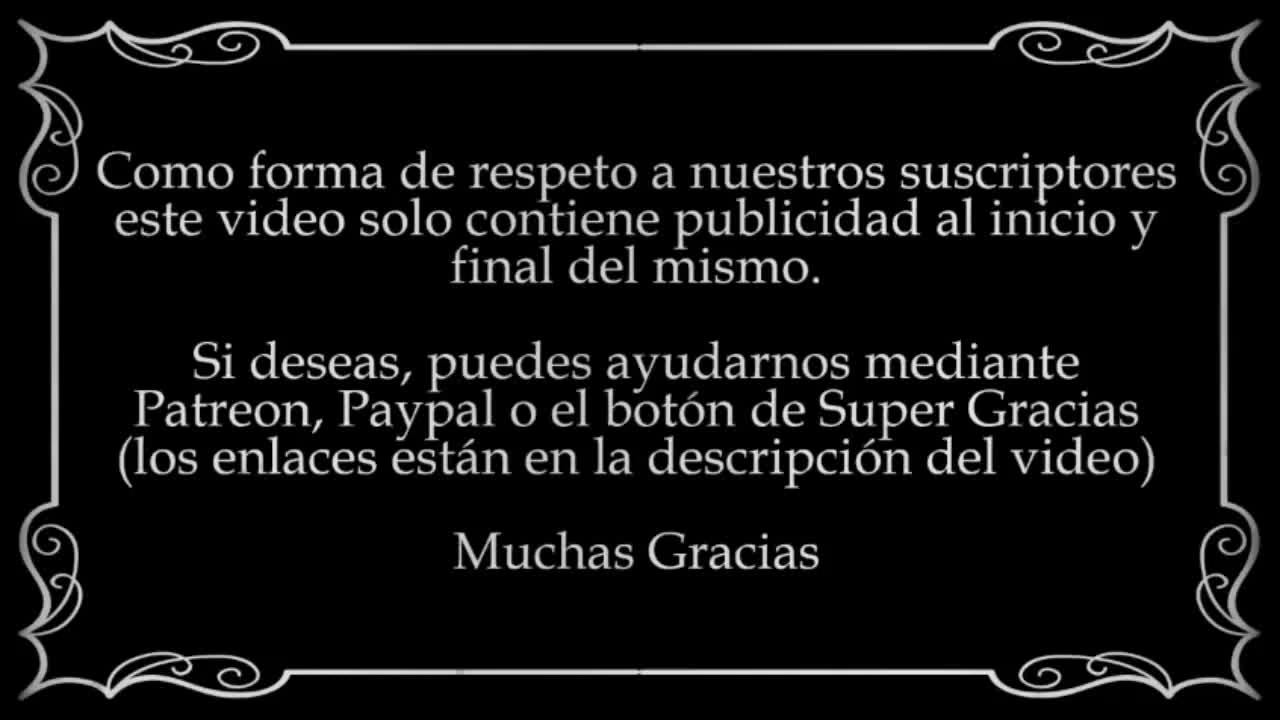 Como forma de respeto a nuestros suscriptores
este video solo contiene publicidad al inicio y
final del mismo.
Si deseas, puedes ayudarnos mediante
Patreon, Paypal o el botón de Super Gracias
(los enlaces están en la descripción del video)
Muchas Gracias